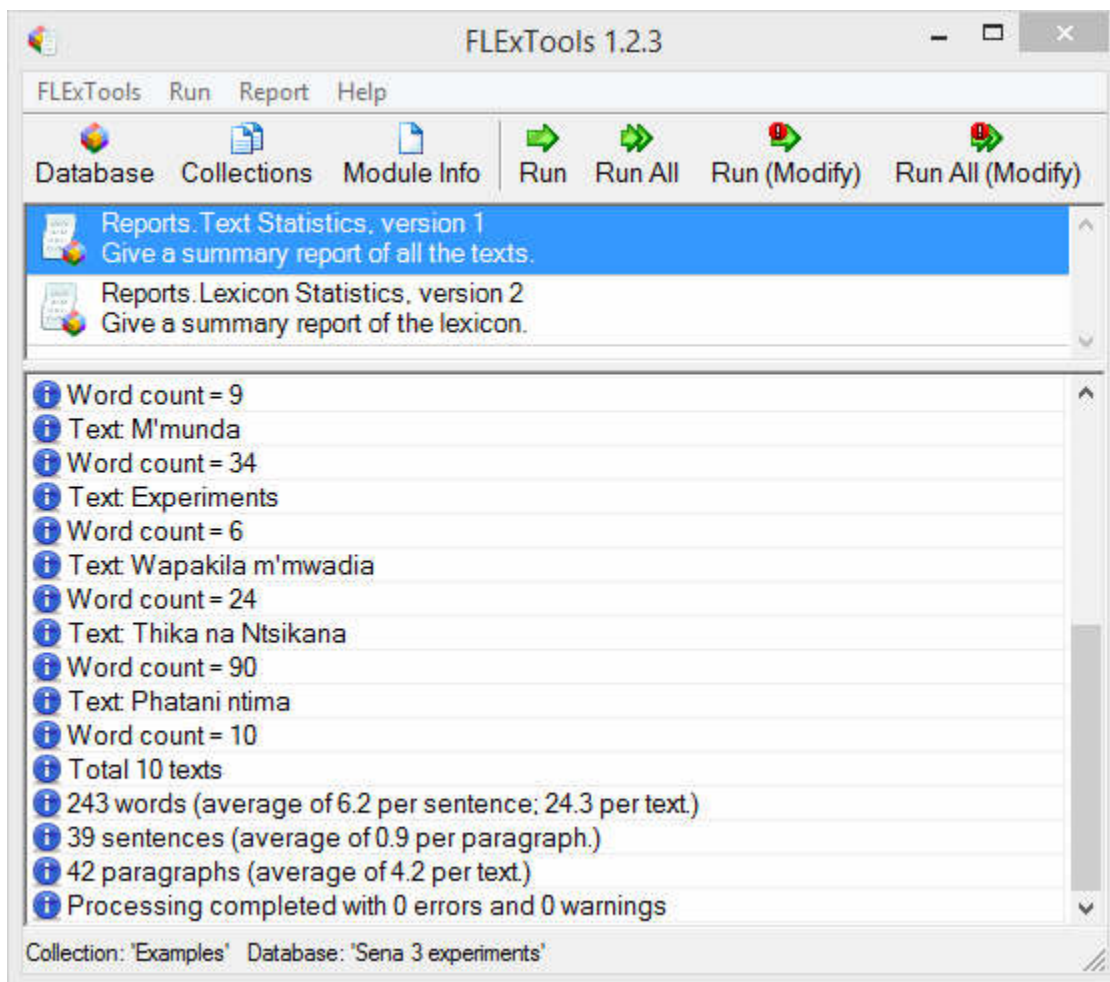 FLExTools 1.2.3
FLExTools Run Report Help
Database Collections Module Info Run Run All Run (Modify) Run All (Modify)
Reports.Text Statistics, version 1
Give a summary report of all the texts.
Reports.Lexicon Statistics, version 2
Give a summary report of the lexicon.
Word count = 9
Text: M'munda
Word count = 34
Text: Experiments
Word count = 6
Text: Wapakila m'mwadia
Word count = 24
Text: Thika na Ntsikana
Word count = 90
Text: Phatani ntima
Word count = 10
Total 10 texts
243 words (average of 6.2 per sentence; 24.3 per text.)
39 sentences (average of 0.9 per paragraph.)
42 paragraphs (average of 4.2 per text.)
Processing completed with 0 errors and 0 warnings
Collection: 'Examples' Database: 'Sena 3 experiments'